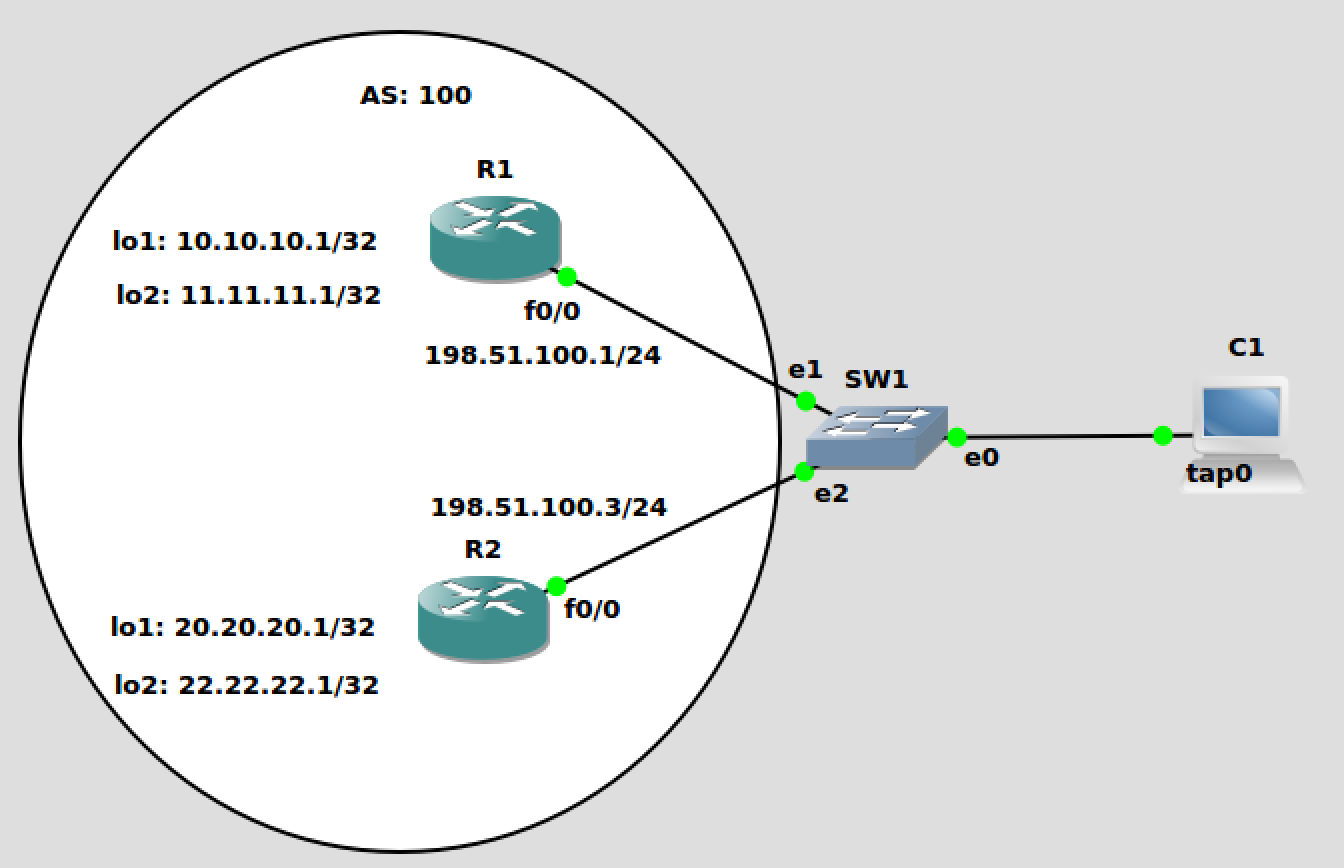 AS: 100
R1
lo1: 10.10.10.1/32
lo2: 11.11.11.1/32
f0/0
198.51.100.1/24
e1
SW1
C1
e0
tap0
e2
198.51.100.3/24
R2
f0/0
lo1: 20.20.20.1/32
lo2: 22.22.22.1/32